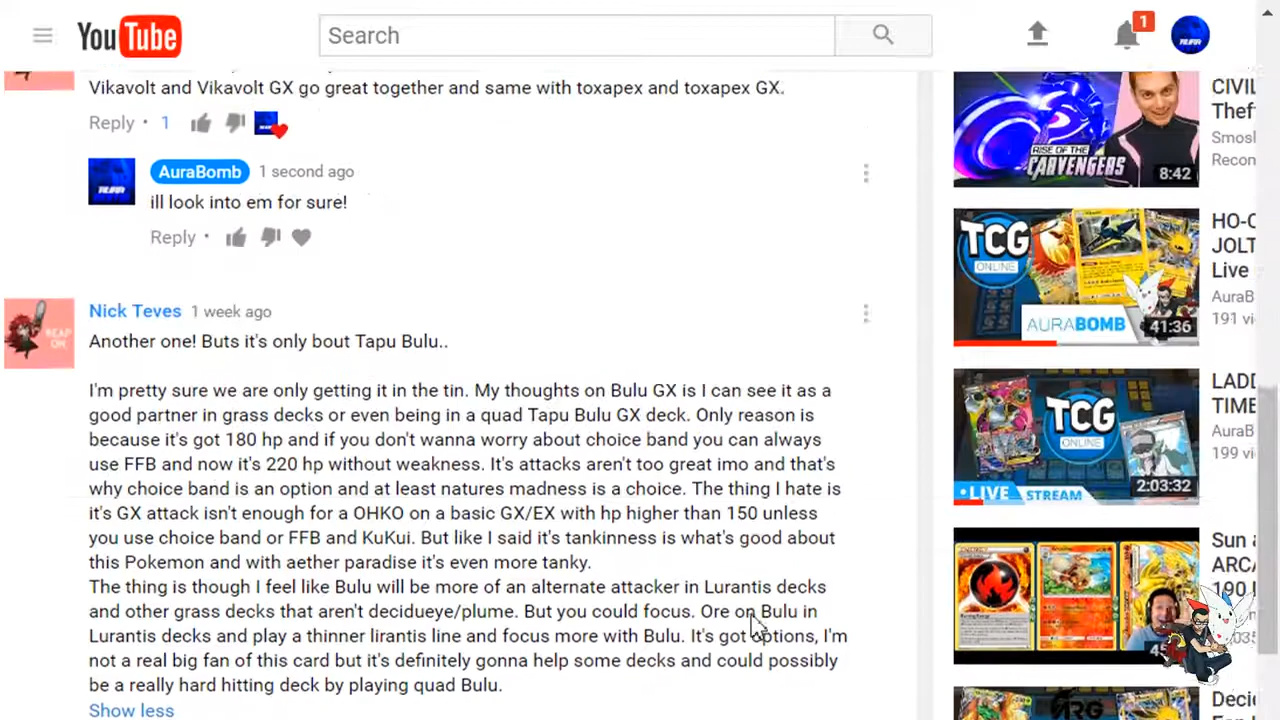 YouTube
Search
1
Vikavolt and Vikavolt GX go great together and same with toxapex and toxapex GX.
Reply · 1
AuraBomb 1 second ago
ill look into em for sure!
Reply ·
Nick Teves 1 week ago
Another one! Buts it's only bout Tapu Bulu..
I'm pretty sure we are only getting it in the tin. My thoughts on Bulu GX is I can see it as a
good partner in grass decks or even being in a quad Tapu Bulu GX deck. Only reason is
because it's got 180 hp and if you don't wanna worry about choice band you can always
use FFB and now it's 220 hp without weakness. It's attacks aren't too great imo and that's
why choice band is an option and at least natures madness is a choice. The thing I hate is
it's GX attack isn't enough for a OHKO on a basic GX/EX with hp higher than 150 unless
you use choice band or FFB and KuKui. But like I said it's tankiness is what's good about
this Pokemon and with aether paradise it's even more tanky.
The thing is though I feel like Bulu will be more of an alternate attacker in Lurantis decks
and other grass decks that aren't decidueye/plume. But you could focus. Ore on Bulu in
Lurantis decks and play a thinner lirantis line and focus more with Bulu. It's got options, I'm
not a real big fan of this card but it's definitely gonna help some decks and could possibly
be a really hard hitting deck by playing quad Bulu.
Show less
REAP
ON
RISE OF THE
CARVENGERS
8:42
CIVIL
Thef
Smosh
Recon
TCG
ONLINE
AURABOMB
41:36
HO-O
JOLT
Live
AuraB
191 vi
TCG
ONLINE
LIVE STREAM
2:03:32
LADD
TIME
AuraB
199 vi
Sun a
ARCA
100 
Decid